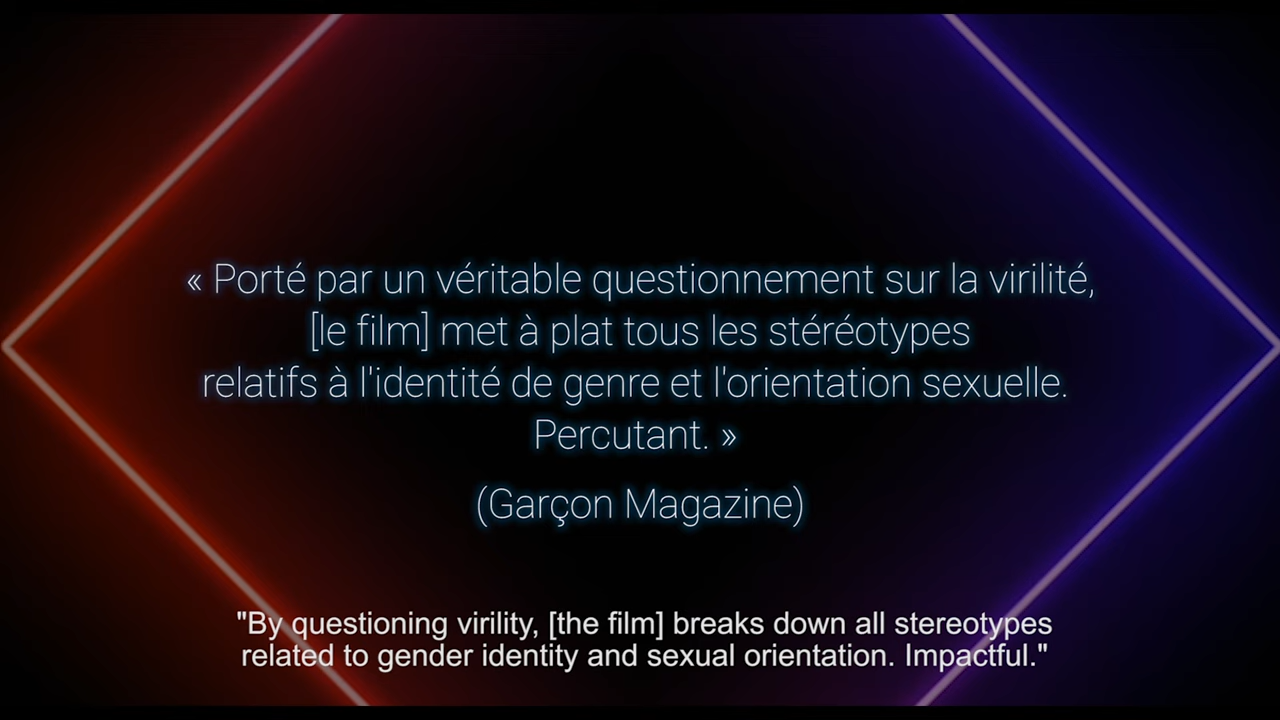 « Porté par un véritable questionnement sur la virilité,
[le film] met à plat tous les stéréotypes
relatifs à l'identité de genre et l'orientation sexuelle.
Percutant. »
(Garçon Magazine)
"By questioning virility, [the film] breaks down all stereotypes
related to gender identity and sexual orientation. Impactful."